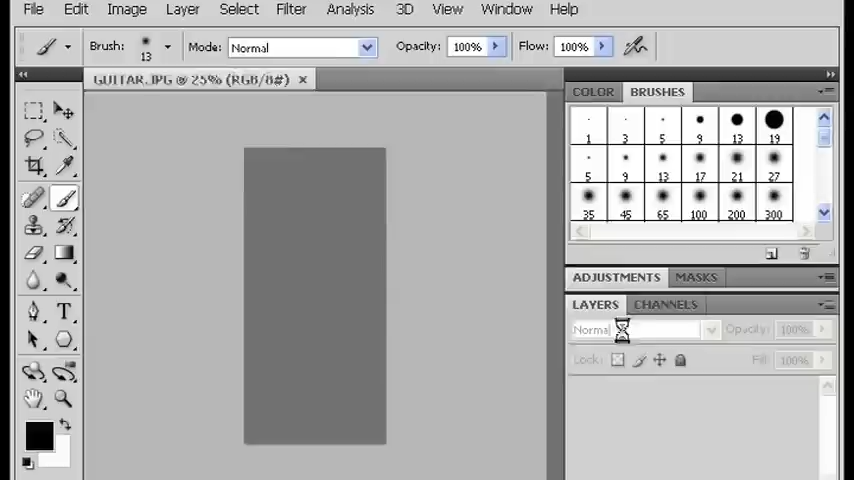 File Edit Image Layer Select Filter Analysis 3D View Window Help
Brush: 13 Mode: Normal Opacity: 100% Flow: 100%
GUITAR.JPG @ 25% (RGB/8#) ×
COLOR BRUSHES
1 3 5 9 13 19
5 9 13 17 21 27
35 45 65 100 200 300
ADJUSTMENTS MASKS
LAYERS CHANNELS
Normal Opacity: 100%
Lock: Fill: 100%